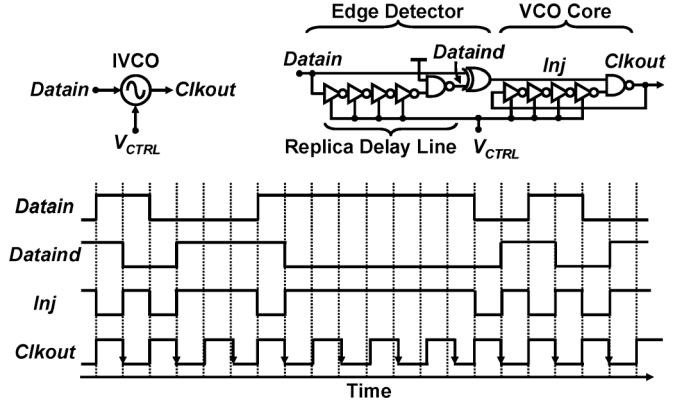 Edge Detector
VCO Core
IVCO
Datain
Dataind
Inj
Clkout
Datain
Clkout
VCTRL
Replica Delay Line
VCTRL
Datain
Dataind
Inj
Clkout
Time